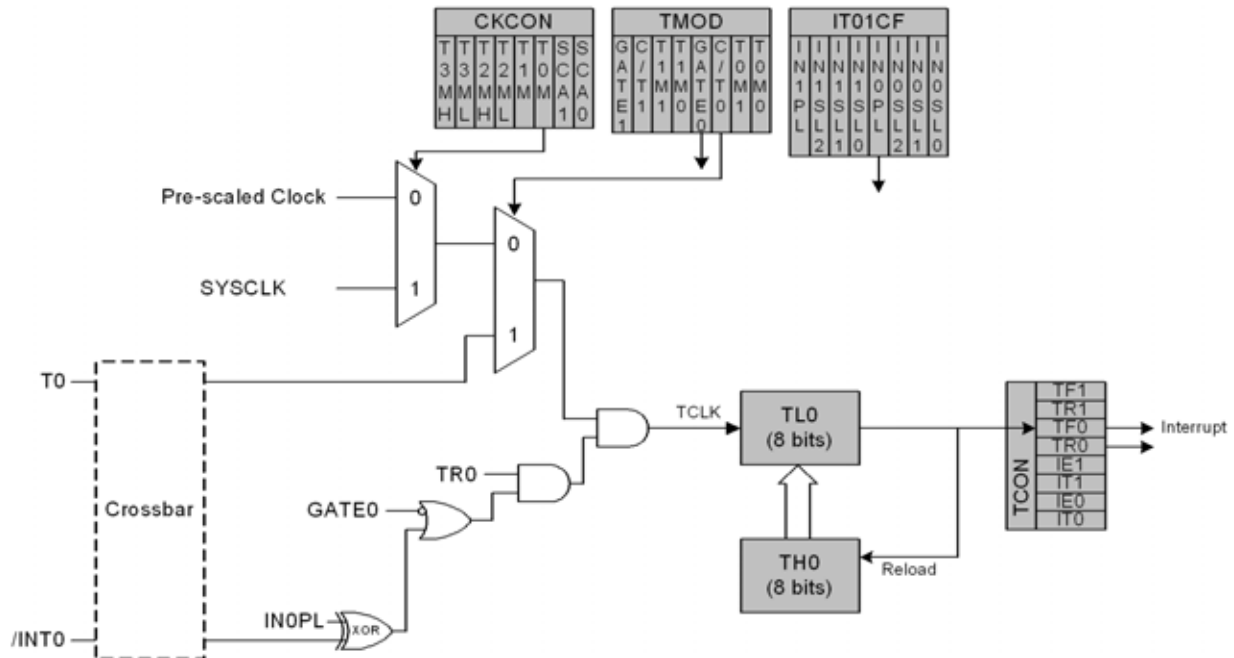 CKCON
T3MH T3ML T2MH T2ML T1M T0M SCA1 SCA0
TMOD
GATE1 C/T1 T1M1 T1M0 GATE0 C/T0 T0M1 T0M0
IT01CF
IN1PL IN1SL2 IN1SL1 IN1SL0 IN0PL IN0SL2 IN0SL1 IN0SL0
Pre-scaled Clock
0
SYSCLK
1
0
1
T0
Crossbar
/INT0
TR0
GATE0
IN0PL
XOR
TCLK
TL0
(8 bits)
TH0
(8 bits)
Reload
TCON
TF1
TR1
TF0
TR0
IE1
IT1
IE0
IT0
Interrupt